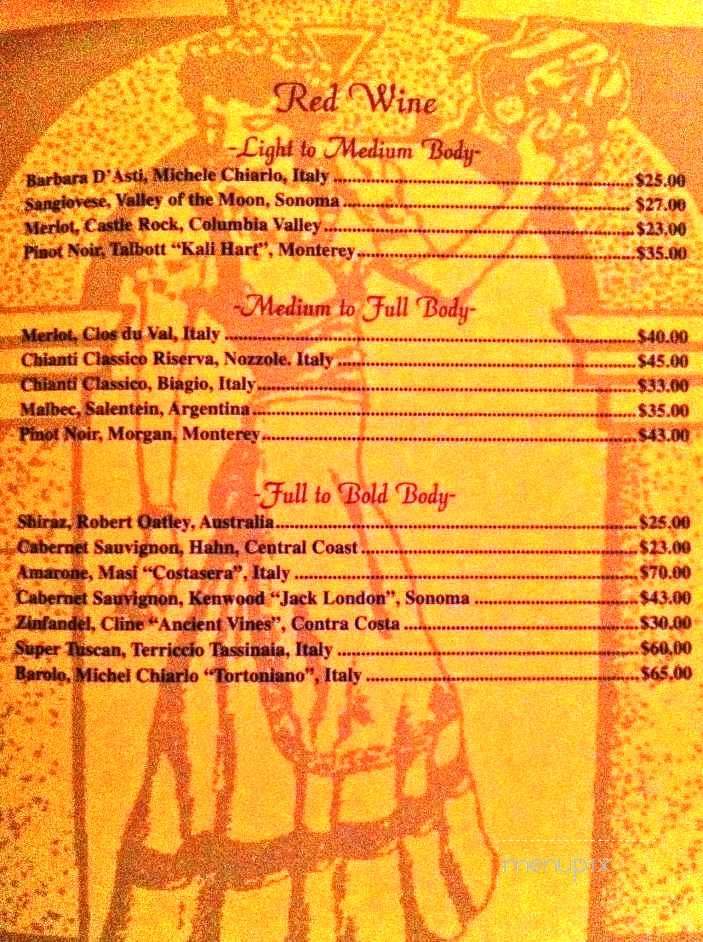 Red Wine
-Light to Medium Body-
Barbara D'Asti, Michele Chiarlo, Italy ........ $25.00
Sangiovese, Valley of the Moon, Sonoma ........ $27.00
Merlot, Castle Rock, Columbia Valley ........ $23.00
Pinot Noir, Talbott "Kali Hart", Monterey ........ $35.00
-Medium to Full Body-
Merlot, Clos du Val, Italy ........ $40.00
Chianti Classico Riserva, Nozzole. Italy ........ $45.00
Chianti Classico, Biagio, Italy ........ $33.00
Malbec, Salentein, Argentina ........ $35.00
Pinot Noir, Morgan, Monterey ........ $43.00
-Full to Bold Body-
Shiraz, Robert Oatley, Australia ........ $25.00
Cabernet Sauvignon, Hahn, Central Coast ........ $23.00
Amarone, Masi "Costasera", Italy ........ $70.00
Cabernet Sauvignon, Kenwood "Jack London", Sonoma ........ $43.00
Zinfandel, Cline "Ancient Vines", Contra Costa ........ $30.00
Super Tuscan, Terriccio Tassinaia, Italy ........ $60.00
Barolo, Michel Chiarlo "Tortoniano", Italy ........ $65.00
menupix